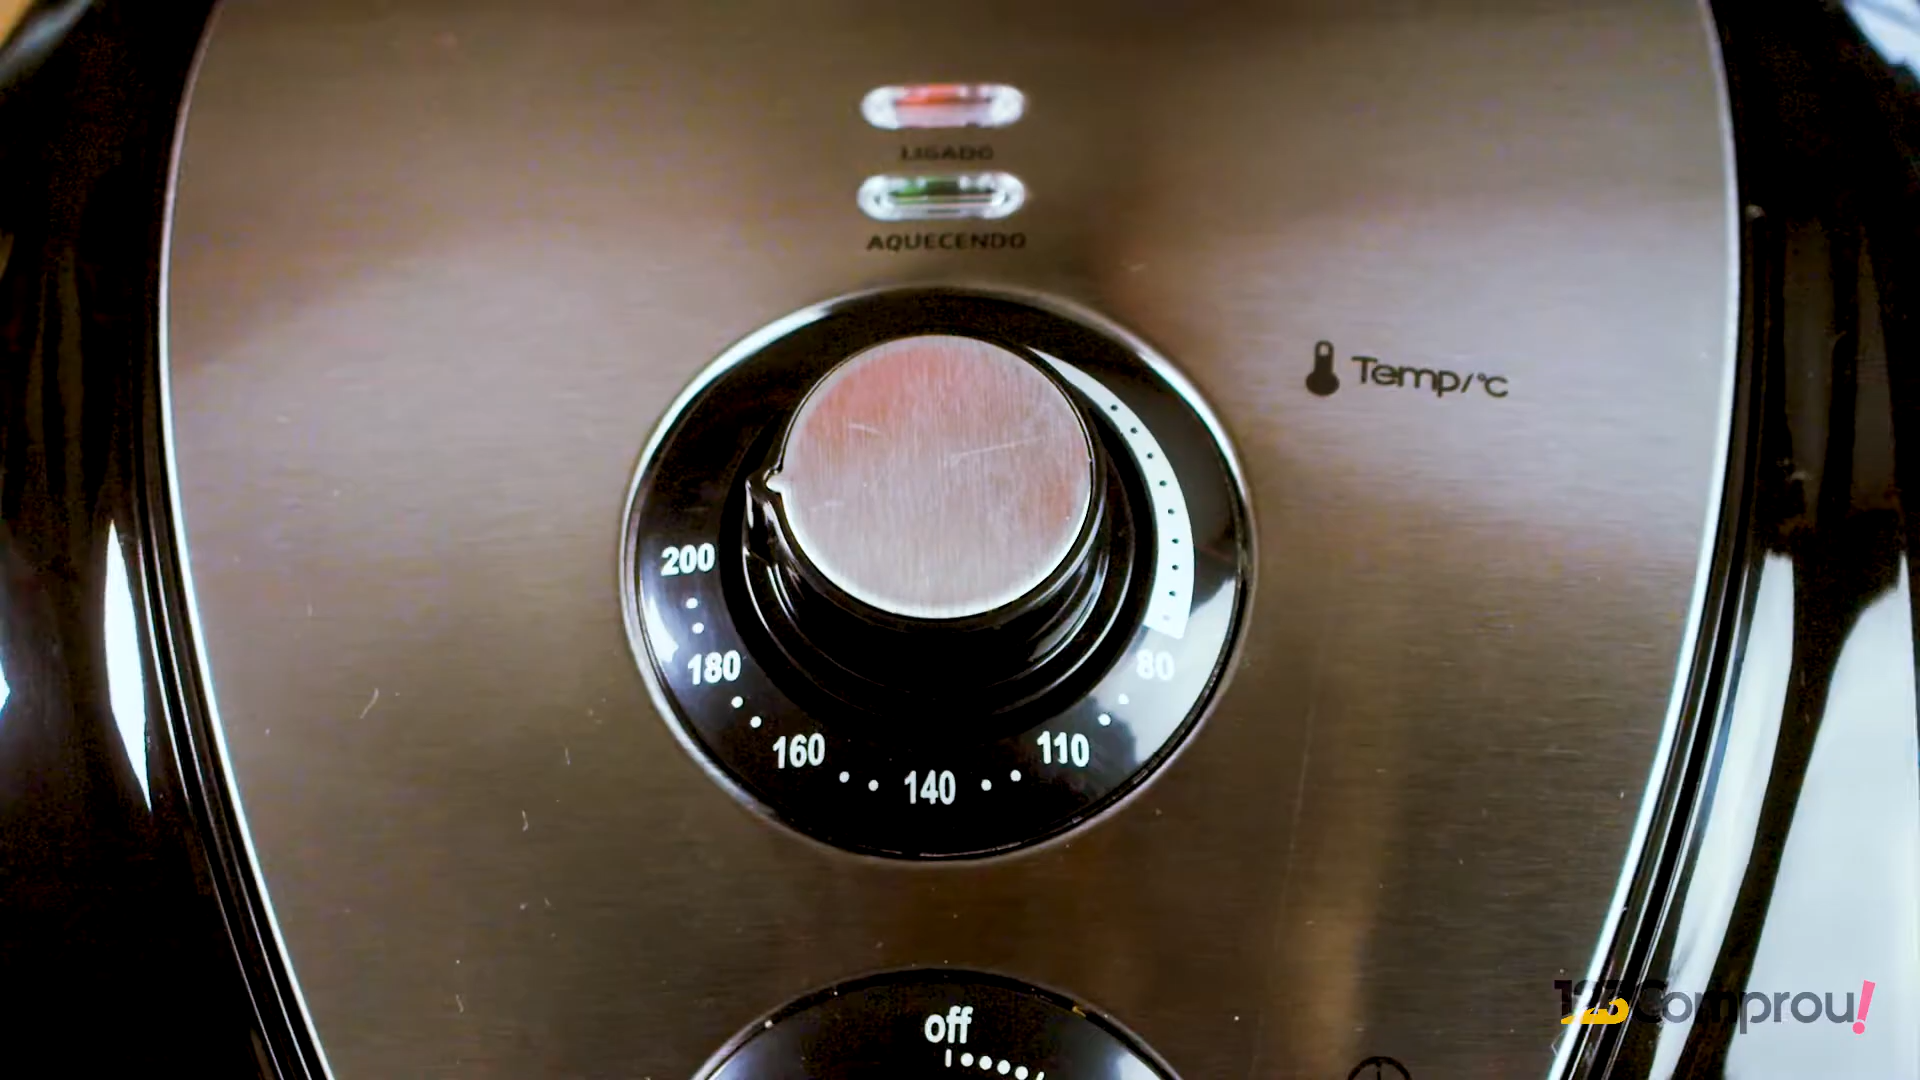 LIGADO
AQUECENDO
Temp/°C
200
180
160
140
110
80
off
123Comprou!